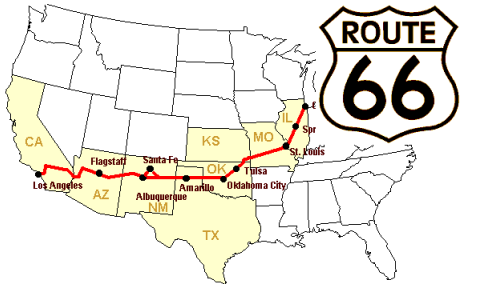 ROUTE
66
CA
AZ
NM
TX
OK
KS
MO
IL
Los Angeles
Flagstaff
Santa Fe
Albuquerque
Amarillo
Oklahoma City
Tulsa
St. Louis
Spr